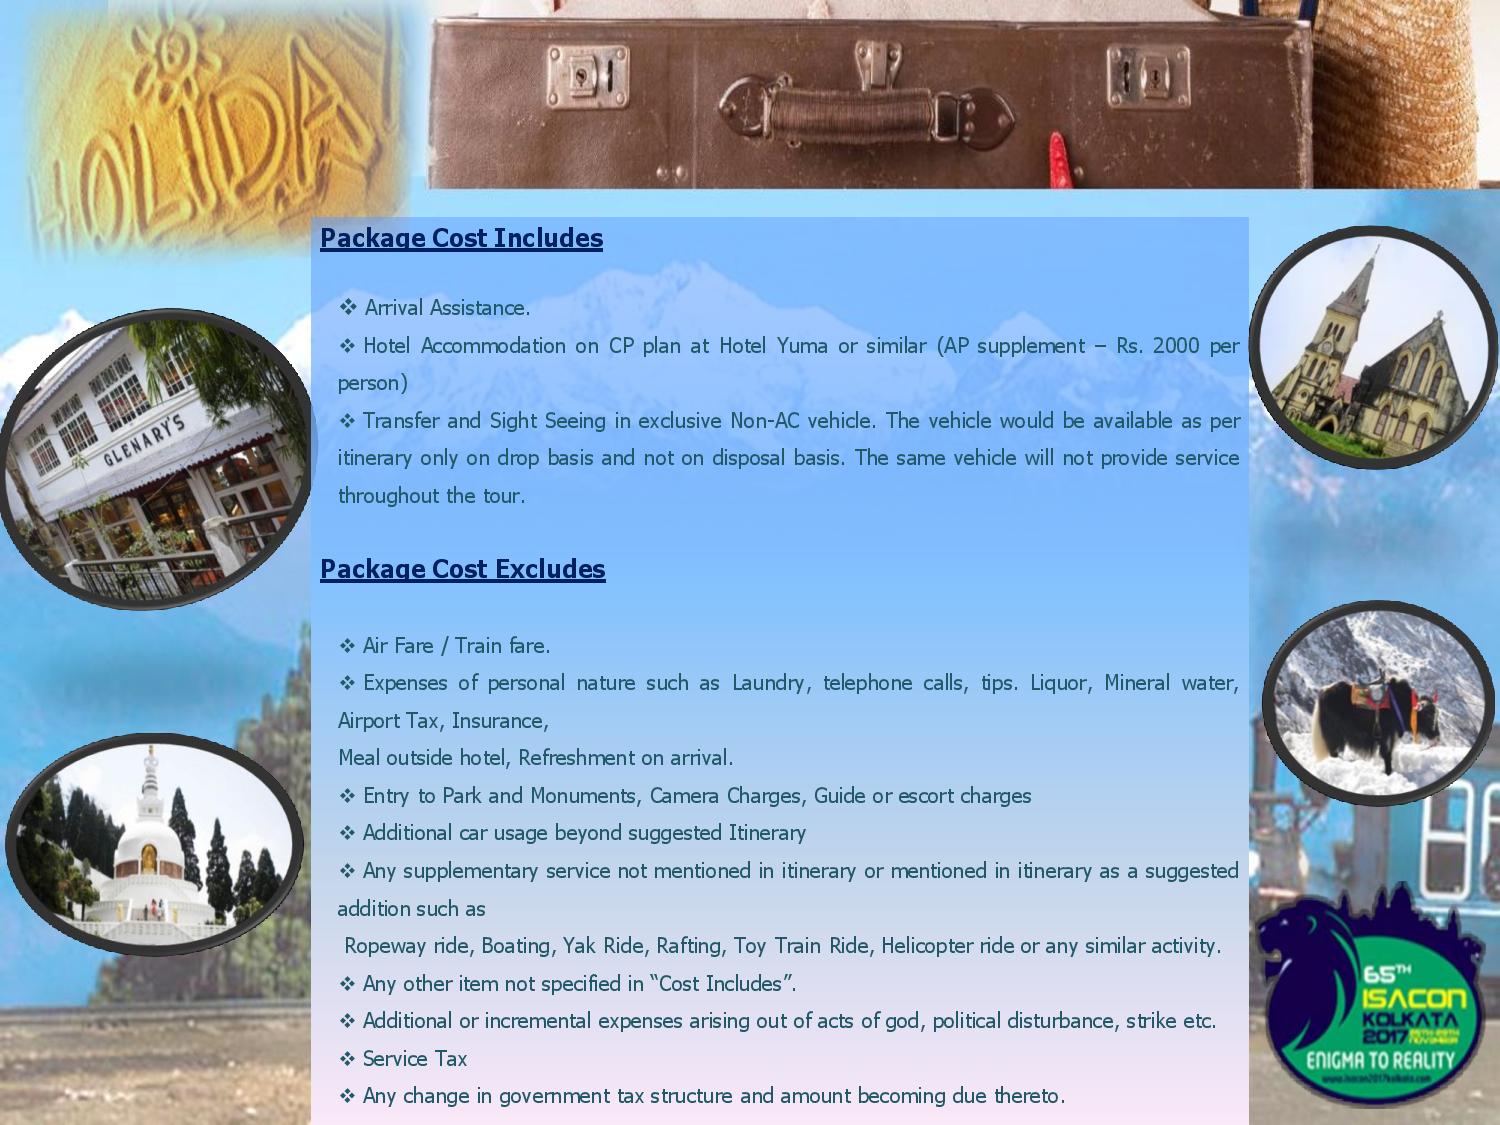 HOLIDAY
Package Cost Includes
❖ Arrival Assistance.
❖ Hotel Accommodation on CP plan at Hotel Yuma or similar (AP supplement – Rs. 2000 per
person)
❖ Transfer and Sight Seeing in exclusive Non-AC vehicle. The vehicle would be available as per
itinerary only on drop basis and not on disposal basis. The same vehicle will not provide service
throughout the tour.
GLENARY'S
Package Cost Excludes
❖ Air Fare / Train fare.
❖ Expenses of personal nature such as Laundry, telephone calls, tips. Liquor, Mineral water,
Airport Tax, Insurance,
Meal outside hotel, Refreshment on arrival.
❖ Entry to Park and Monuments, Camera Charges, Guide or escort charges
❖ Additional car usage beyond suggested Itinerary
❖ Any supplementary service not mentioned in itinerary or mentioned in itinerary as a suggested
addition such as
Ropeway ride, Boating, Yak Ride, Rafting, Toy Train Ride, Helicopter ride or any similar activity.
❖ Any other item not specified in “Cost Includes”.
❖ Additional or incremental expenses arising out of acts of god, political disturbance, strike etc.
❖ Service Tax
❖ Any change in government tax structure and amount becoming due thereto.
65TH
ISACON
KOLKATA
2017 25TH-29TH
NOVEMBER
ENIGMA TO REALITY
www.isacon2017kolkata.com